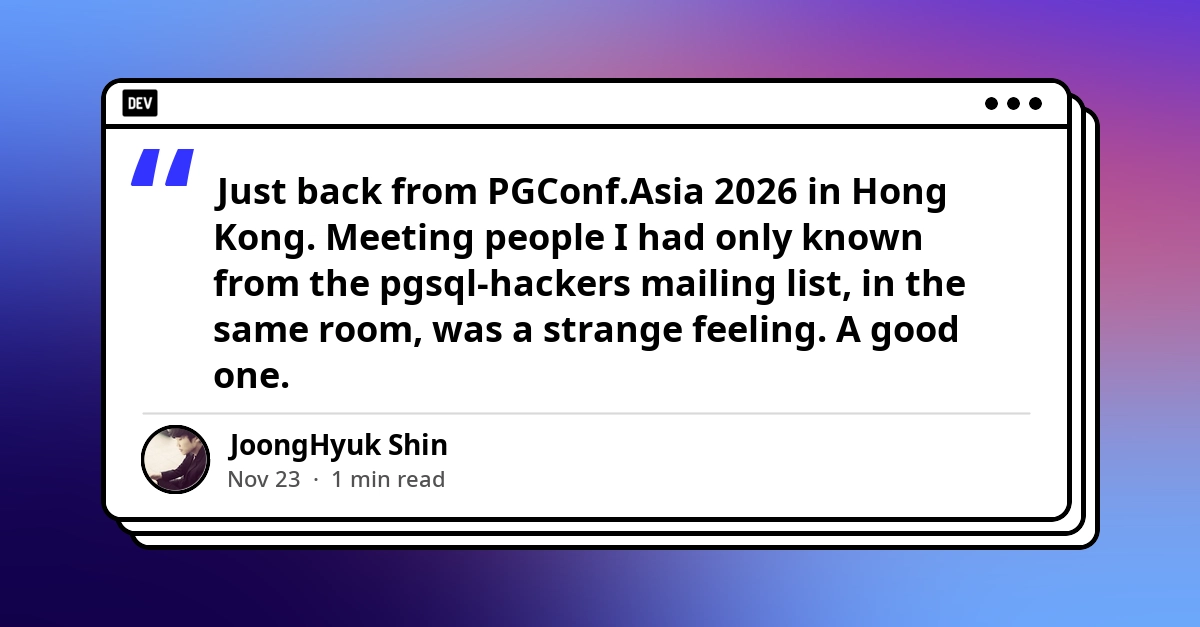 DEV
“
Just back from PGConf.Asia 2026 in Hong
Kong. Meeting people I had only known
from the pgsql-hackers mailing list, in the
same room, was a strange feeling. A good
one.
JoongHyuk Shin
Nov 23 · 1 min read